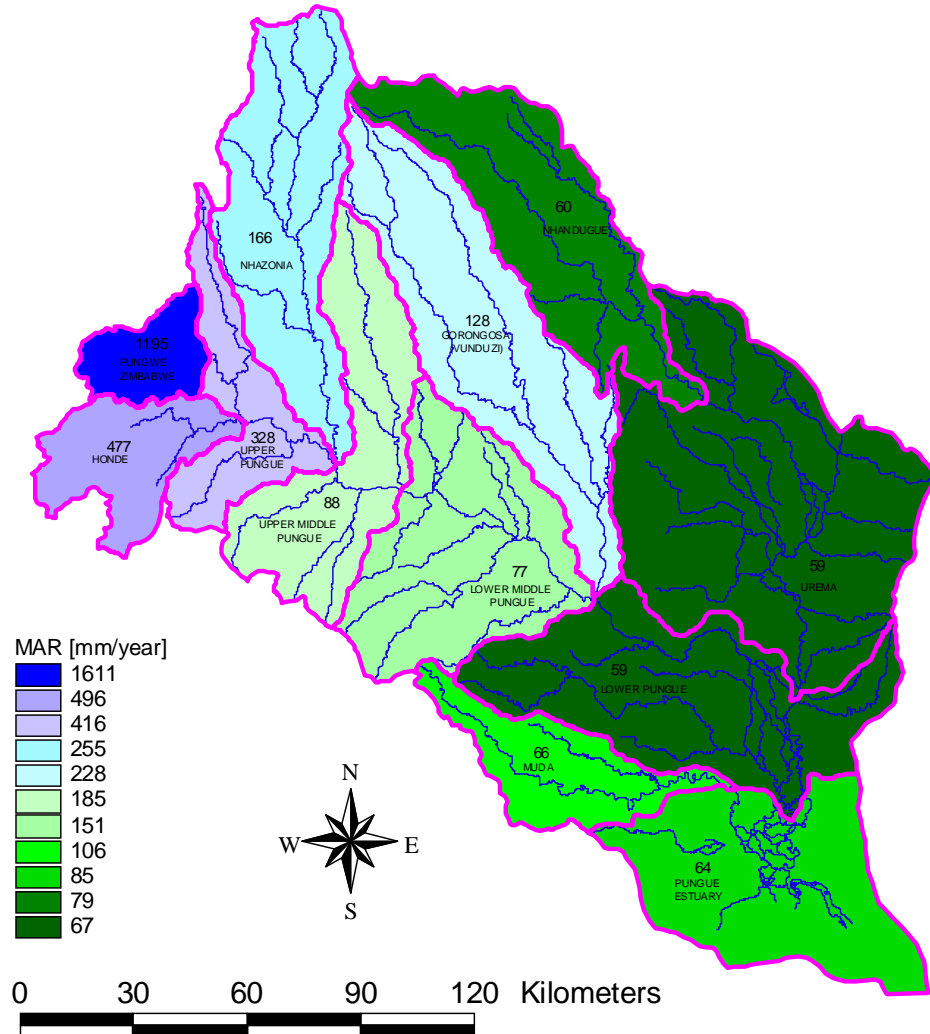 60
NHANDUGUE
166
NHAZONIA
128
GORONGOSA
(VUNDUZI)
1195
PUNGWE
ZIMBABWE
477
HONDE
328
UPPER
PUNGUE
88
UPPER MIDDLE
PUNGUE
77
LOWER MIDDLE
PUNGUE
59
UREMA
59
LOWER PUNGUE
66
MUDA
64
PUNGUE
ESTUARY
MAR [mm/year]
1611
496
416
255
228
185
151
106
85
79
67
N
W
E
S
0 30 60 90 120 Kilometers